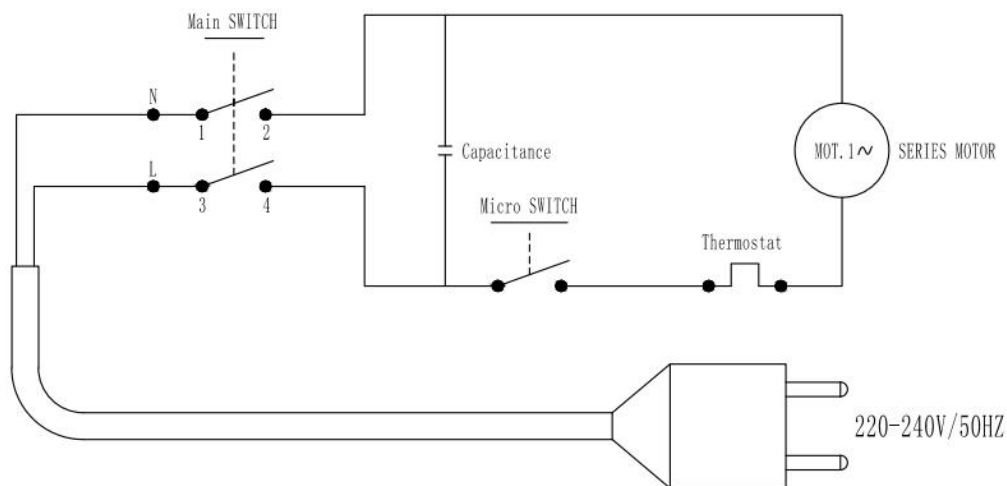 Main SWITCH
N
1
2
L
3
4
Capacitance
MOT.1~
SERIES MOTOR
Micro SWITCH
Thermostat
220-240V/50HZ